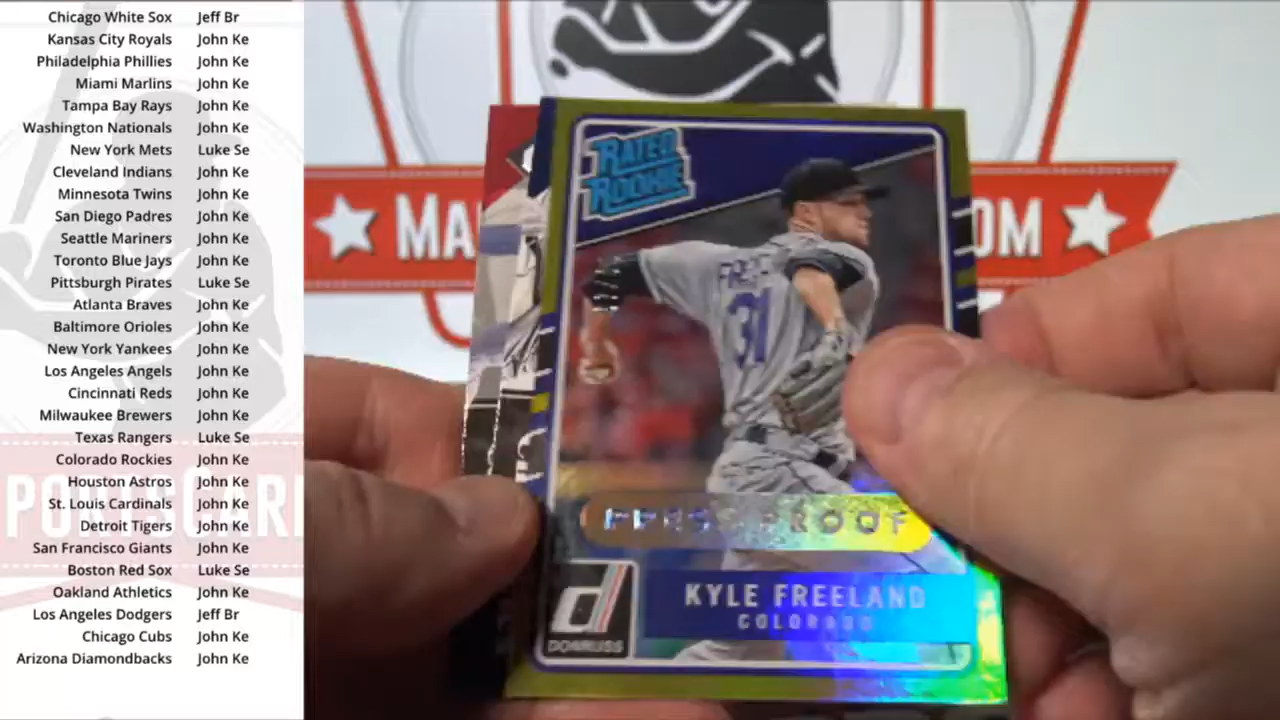 Chicago White Sox Jeff Br
Kansas City Royals John Ke
Philadelphia Phillies John Ke
Miami Marlins John Ke
Tampa Bay Rays John Ke
Washington Nationals John Ke
New York Mets Luke Se
Cleveland Indians John Ke
Minnesota Twins John Ke
San Diego Padres John Ke
Seattle Mariners John Ke
Toronto Blue Jays John Ke
Pittsburgh Pirates Luke Se
Atlanta Braves John Ke
Baltimore Orioles John Ke
New York Yankees John Ke
Los Angeles Angels John Ke
Cincinnati Reds John Ke
Milwaukee Brewers John Ke
Texas Rangers Luke Se
Colorado Rockies John Ke
Houston Astros John Ke
St. Louis Cardinals John Ke
Detroit Tigers John Ke
San Francisco Giants John Ke
Boston Red Sox Luke Se
Oakland Athletics John Ke
Los Angeles Dodgers Jeff Br
Chicago Cubs John Ke
Arizona Diamondbacks John Ke
RATED
ROOKIE
31
PRESS PROOF
KYLE FREELAND
COLORADO
d
DONRUSS